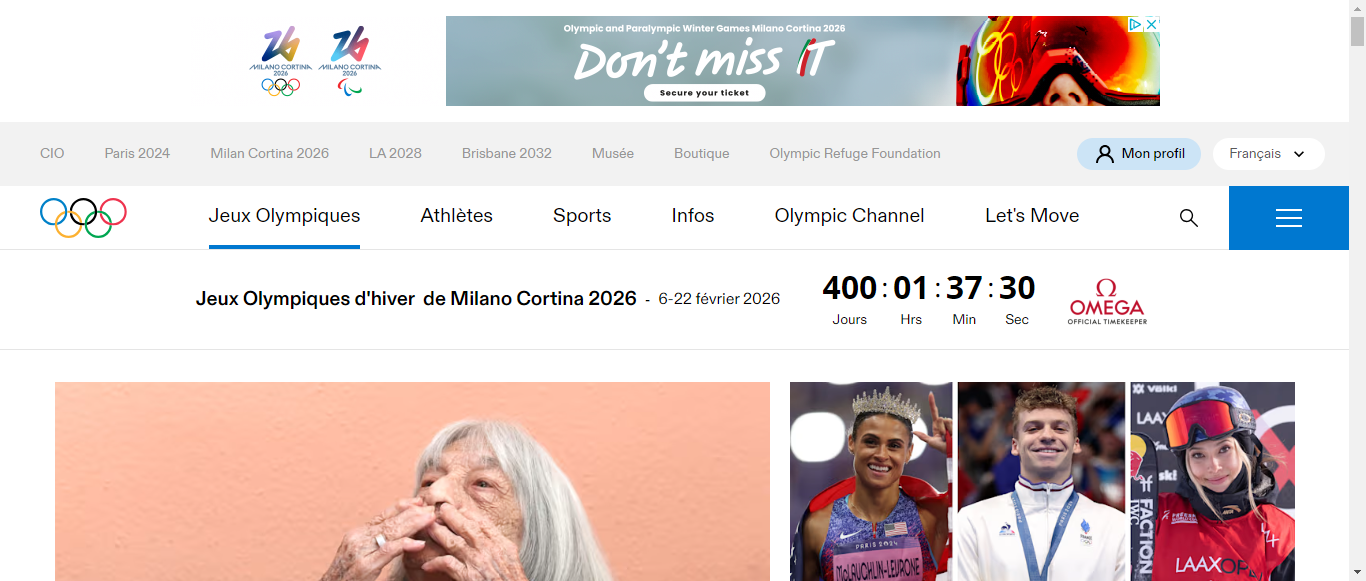 MILANO CORTINA
2026
MILANO CORTINA
2026
Olympic and Paralympic Winter Games Milano Cortina 2026
Don't miss IT
Secure your ticket
CIO Paris 2024 Milan Cortina 2026 LA 2028 Brisbane 2032 Musée Boutique Olympic Refuge Foundation Mon profil Français
Jeux Olympiques Athlètes Sports Infos Olympic Channel Let's Move
Jeux Olympiques d'hiver de Milano Cortina 2026 - 6-22 février 2026
400 : 01 : 37 : 30
Jours Hrs Min Sec
OMEGA
OFFICIAL TIMEKEEPER
PARIS 2024
McLAUGHLIN-LEVRONE
Völkl
LAAX
FACTION
LAAX OP